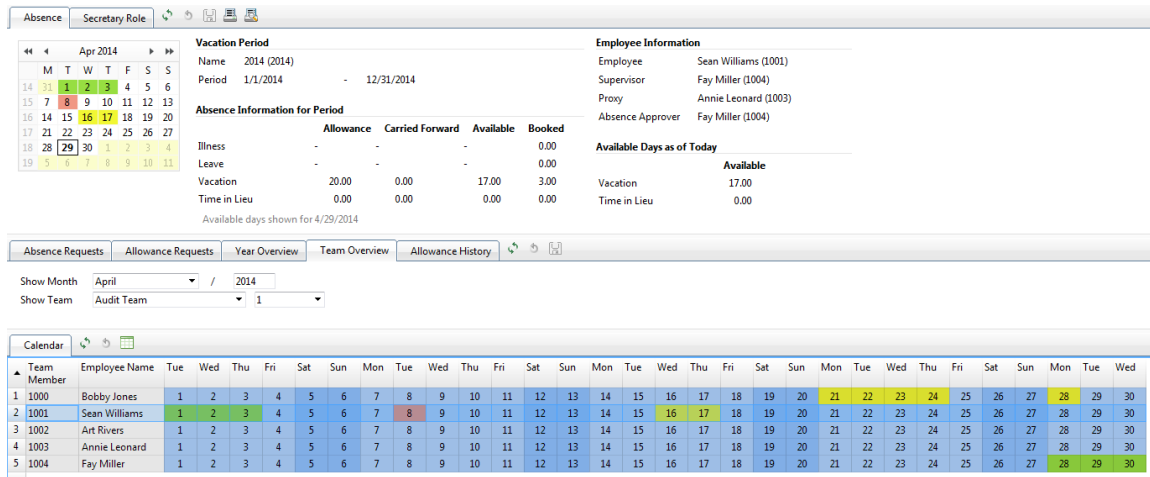 Absence Secretary Role
Apr 2014
M T W T F S S
14 31 1 2 3 4 5 6
15 7 8 9 10 11 12 13
16 14 15 16 17 18 19 20
17 21 22 23 24 25 26 27
18 28 29 30 1 2 3 4
19 5 6 7 8 9 10 11
Vacation Period
Name 2014 (2014)
Period 1/1/2014 - 12/31/2014
Absence Information for Period
Allowance Carried Forward Available Booked
Illness - - - 0.00
Leave - - - 0.00
Vacation 20.00 0.00 17.00 3.00
Time in Lieu 0.00 0.00 0.00 0.00
Available days shown for 4/29/2014
Employee Information
Employee Sean Williams (1001)
Supervisor Fay Miller (1004)
Proxy Annie Leonard (1003)
Absence Approver Fay Miller (1004)
Available Days as of Today
Available
Vacation 17.00
Time in Lieu 0.00
Absence Requests Allowance Requests Year Overview Team Overview Allowance History
Show Month April / 2014
Show Team Audit Team 1
Calendar
Team Member Employee Name Tue Wed Thu Fri Sat Sun Mon Tue Wed Thu Fri Sat Sun Mon Tue Wed Thu Fri Sat Sun Mon Tue Wed Thu Fri Sat Sun Mon Tue Wed
1 1000 Bobby Jones 1 2 3 4 5 6 7 8 9 10 11 12 13 14 15 16 17 18 19 20 21 22 23 24 25 26 27 28 29 30
2 1001 Sean Williams 1 2 3 4 5 6 7 8 9 10 11 12 13 14 15 16 17 18 19 20 21 22 23 24 25 26 27 28 29 30
3 1002 Art Rivers 1 2 3 4 5 6 7 8 9 10 11 12 13 14 15 16 17 18 19 20 21 22 23 24 25 26 27 28 29 30
4 1003 Annie Leonard 1 2 3 4 5 6 7 8 9 10 11 12 13 14 15 16 17 18 19 20 21 22 23 24 25 26 27 28 29 30
5 1004 Fay Miller 1 2 3 4 5 6 7 8 9 10 11 12 13 14 15 16 17 18 19 20 21 22 23 24 25 26 27 28 29 30